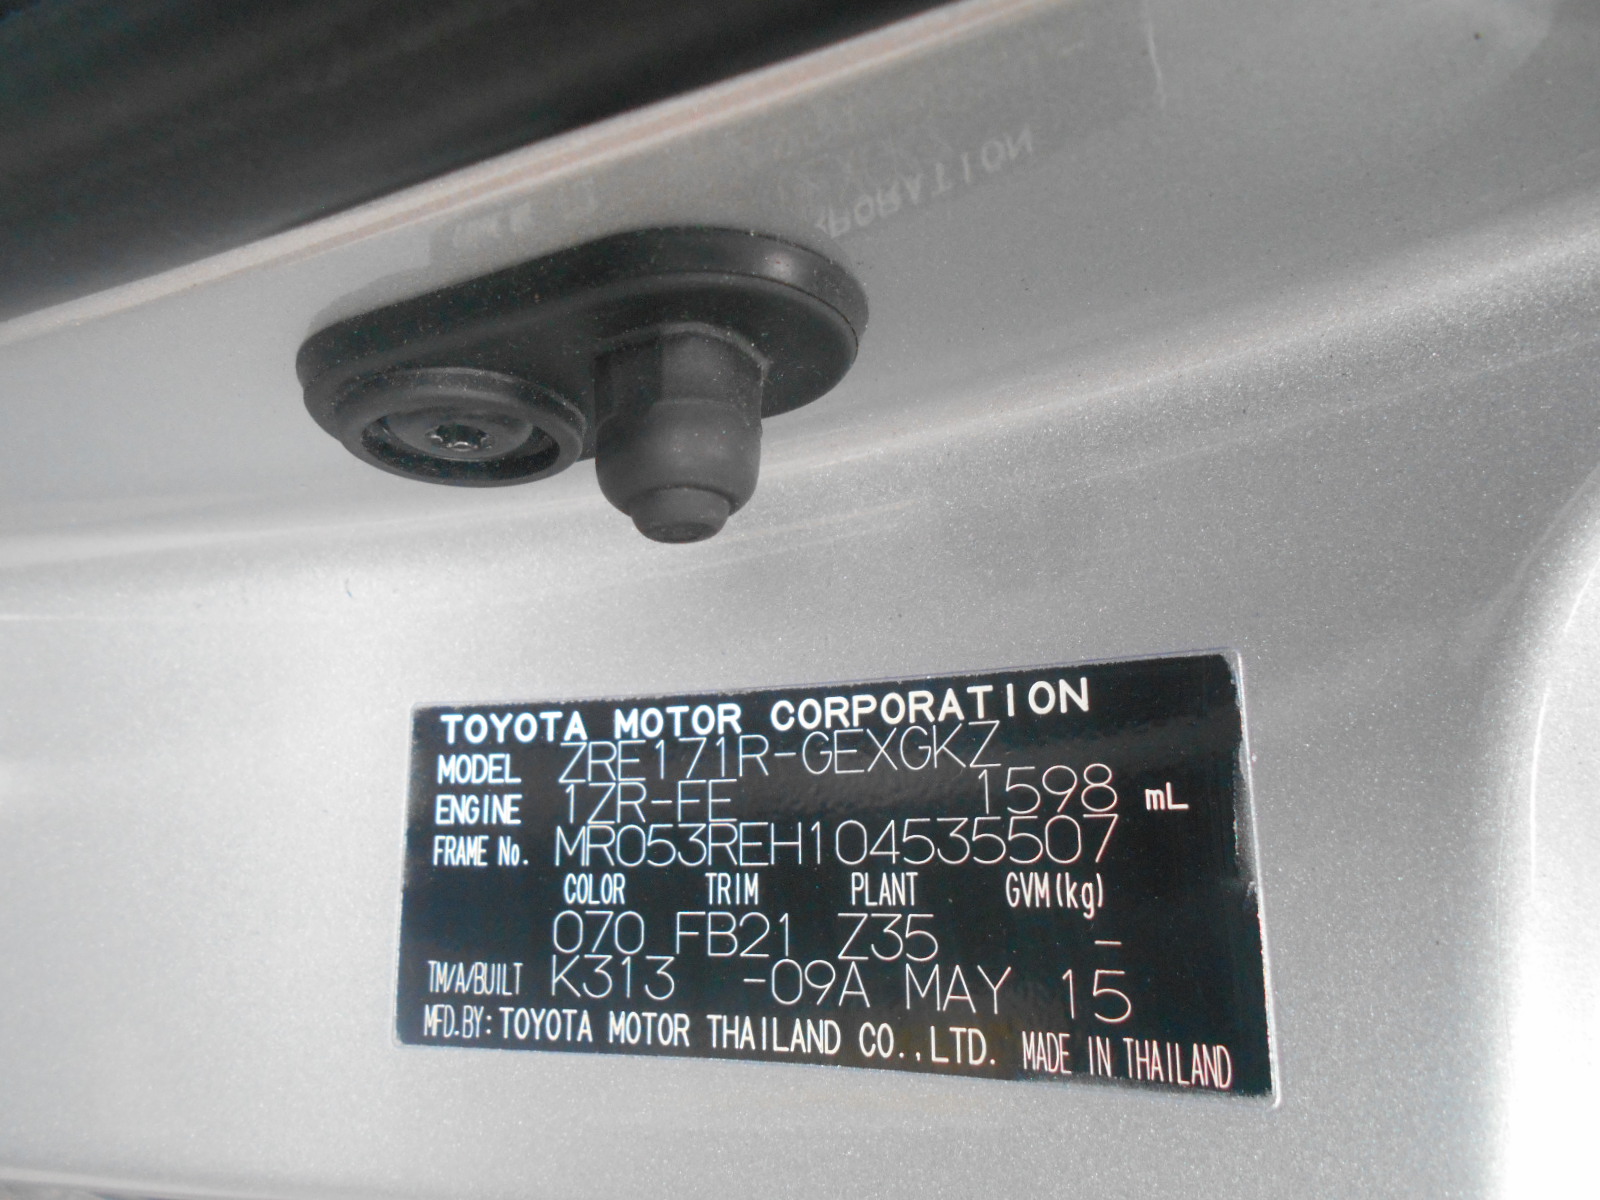 TOYOTA MOTOR CORPORATION
MODEL ZRE171R-GEXGKZ
ENGINE 1ZR-FE 1598 mL
FRAME No. MR053REH104535507
COLOR TRIM PLANT GVM(kg)
070 FB21 Z35 -
TM/A/BUILT K313 -09A MAY 15
MFD.BY: TOYOTA MOTOR THAILAND CO.,LTD. MADE IN THAILAND